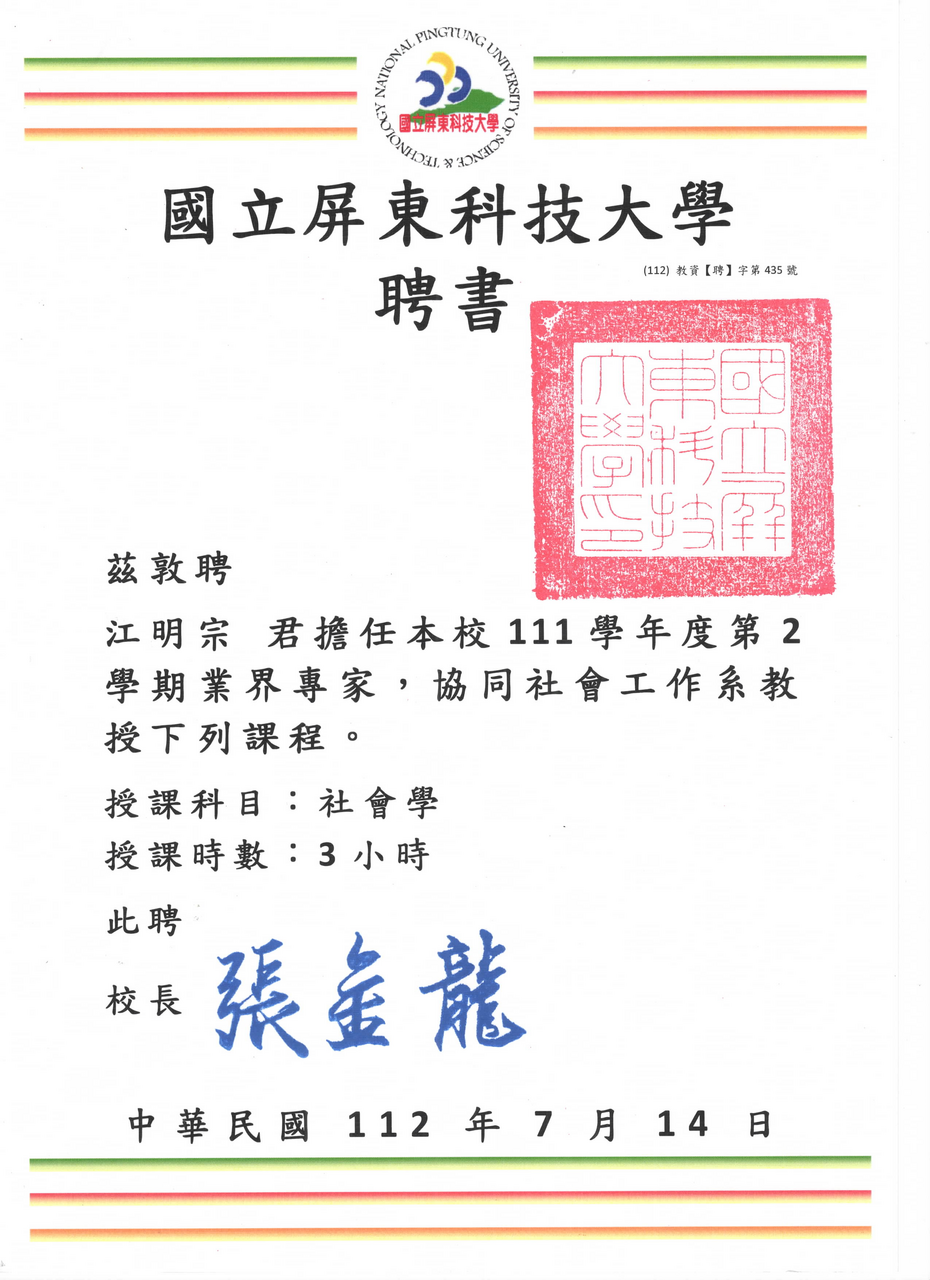 NATIONAL PINGTUNG UNIVERSITY OF SCIENCE & TECHNOLOGY
國立屏東科技大學
國立屏東科技大學
(112) 教資【聘】字第 435 號
聘書
國立屏
東科技
大學印
茲敦聘
江明宗 君擔任本校 111 學年度第 2
學期業界專家，協同社會工作系教
授下列課程。
授課科目：社會學
授課時數：3 小時
此聘
校長 張金龍
中華民國 112 年 7 月 14 日